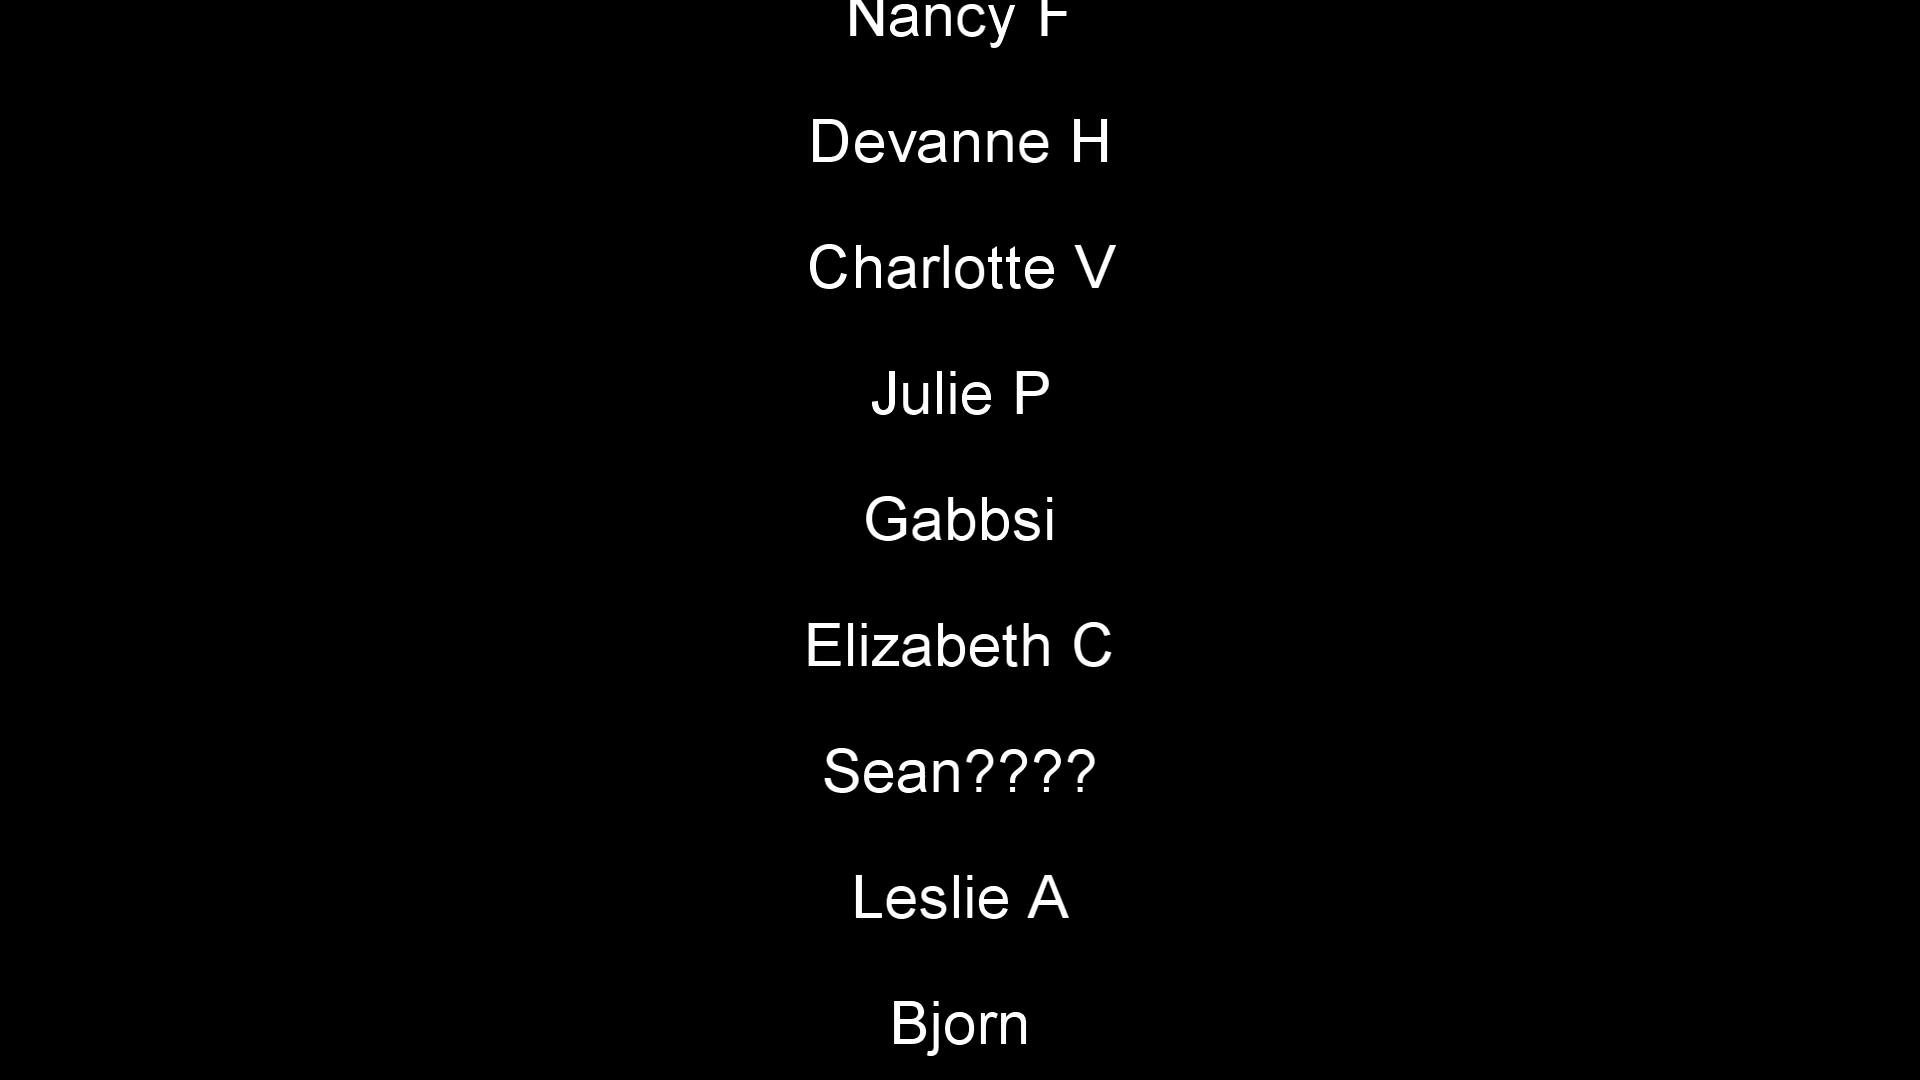 Nancy F
Devanne H
Charlotte V
Julie P
Gabbsi
Elizabeth C
Sean????
Leslie A
Bjorn